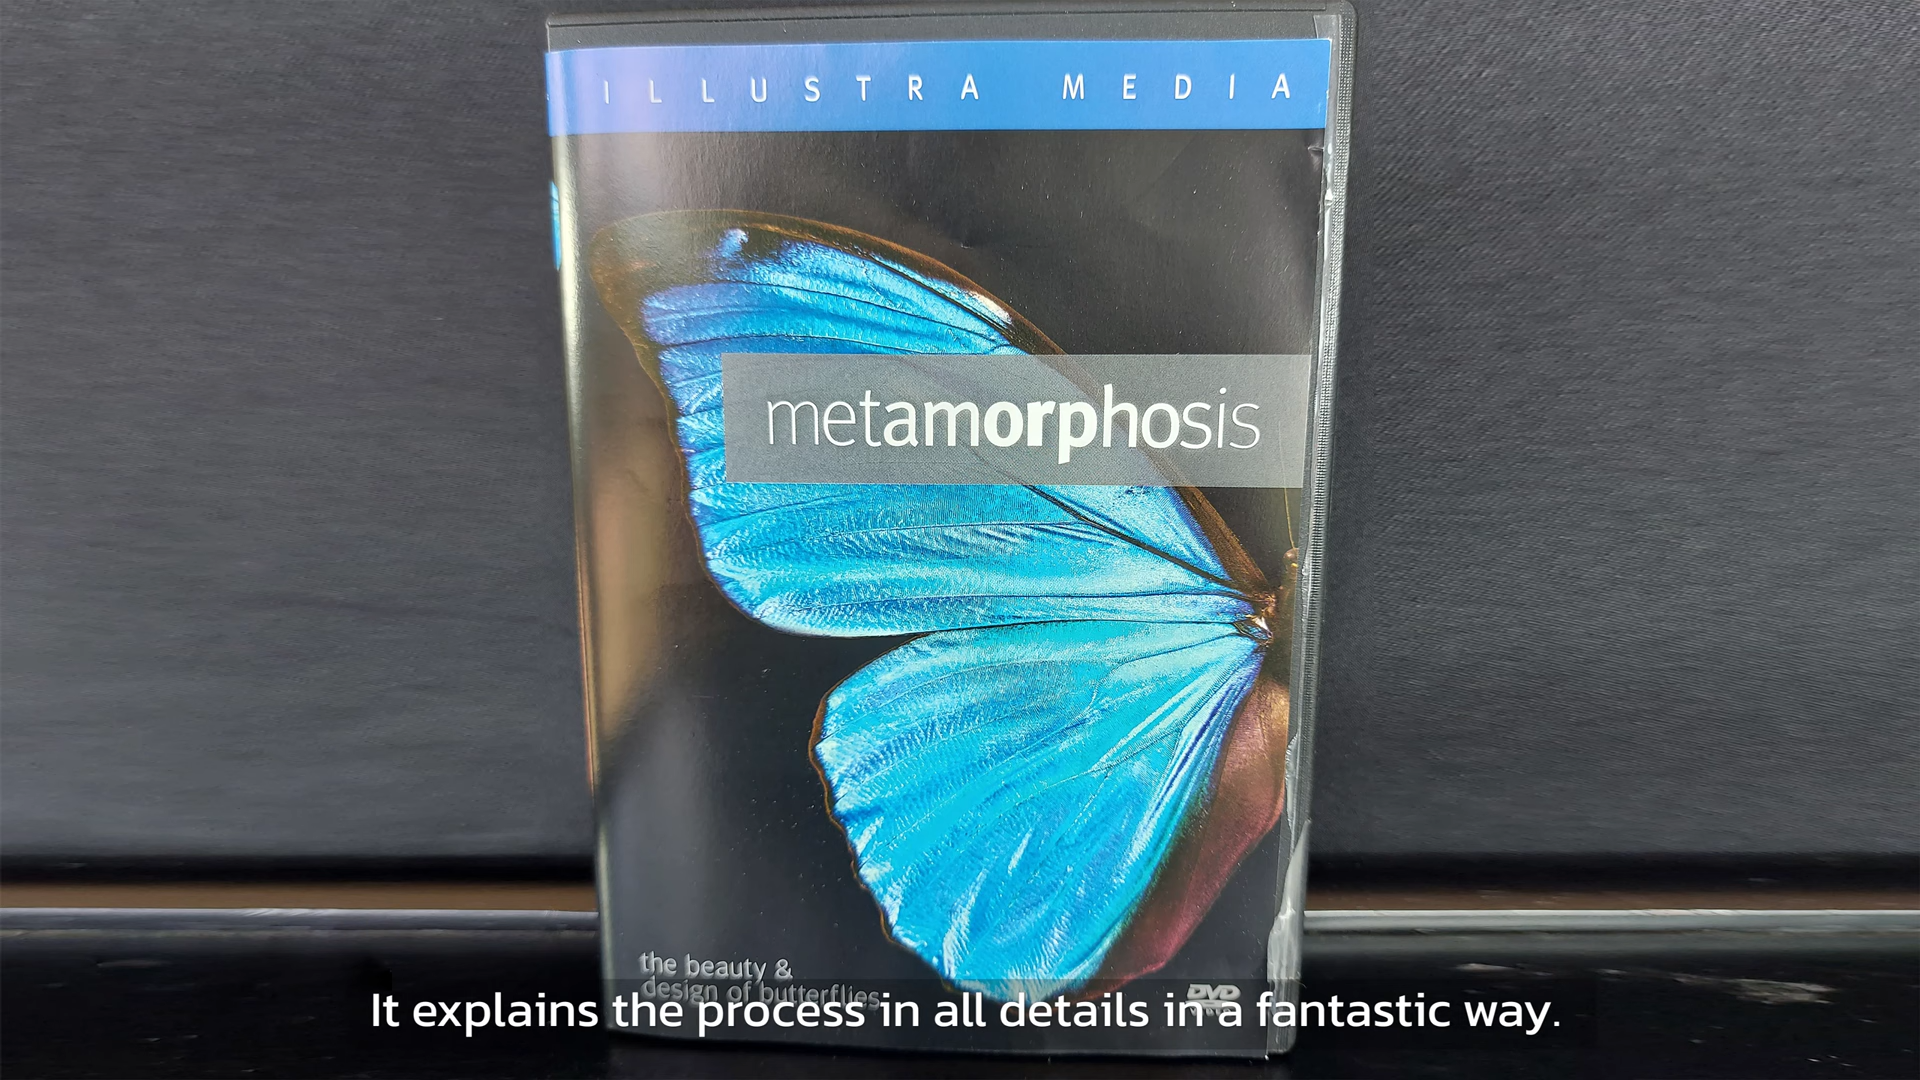 ILLUSTRA MEDIA
metamorphosis
the beauty &
design of butterflies
DVD
It explains the process in all details in a fantastic way.